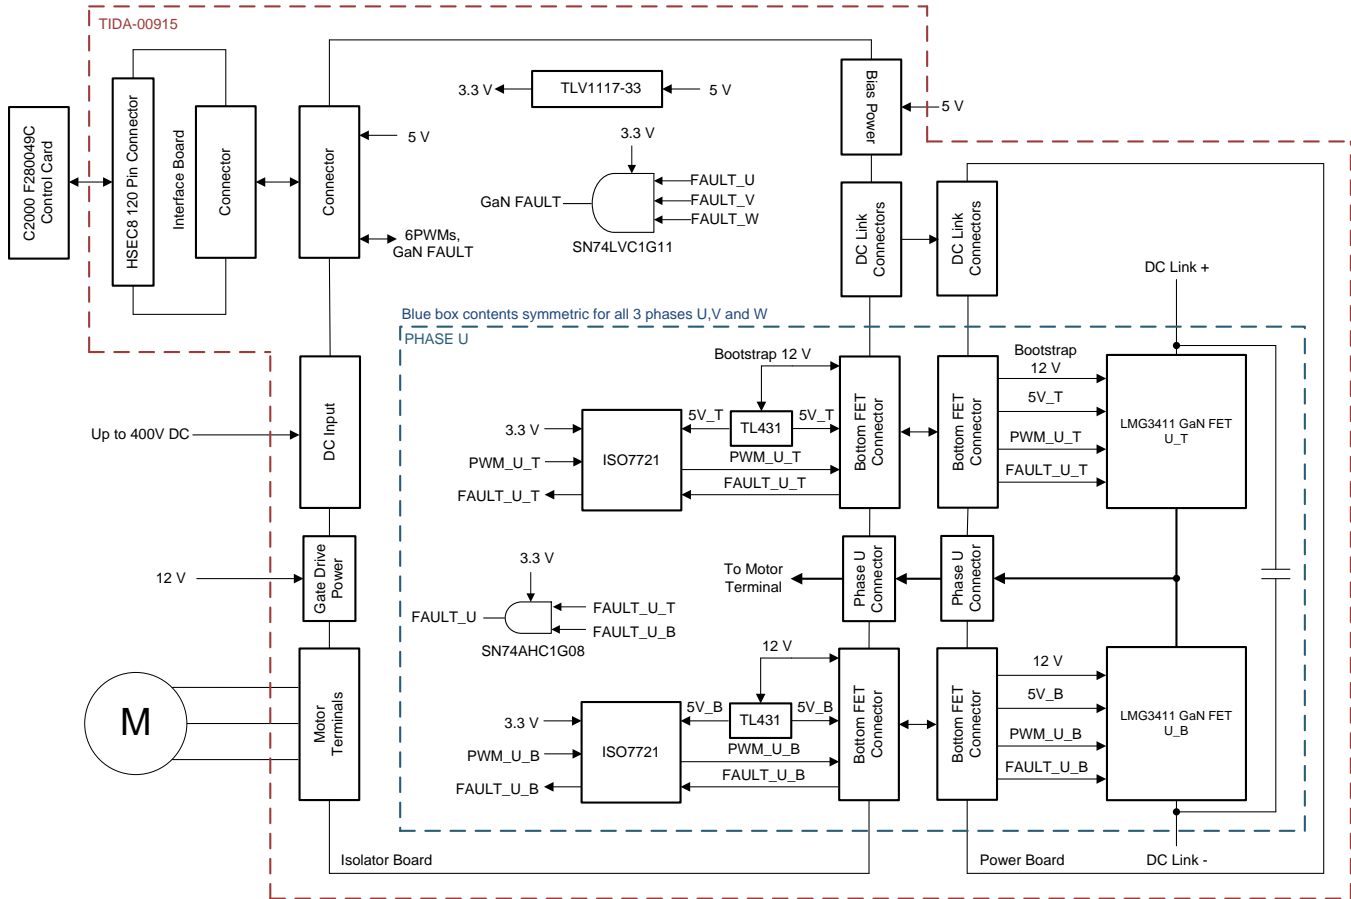 TIDA-00915
C2000 F280049C
Control Card
HSEC8 120 Pin Connector
Interface Board
Connector
Connector
5 V
6PWMs,
GaN FAULT
3.3 V
TLV1117-33
5 V
3.3 V
GaN FAULT
FAULT_U
FAULT_V
FAULT_W
SN74LVC1G11
Bias Power
5 V
DC Link
Connectors
DC Link
Connectors
DC Link +
Blue box contents symmetric for all 3 phases U,V and W
PHASE U
Up to 400V DC
DC Input
12 V
Gate Drive
Power
M
Motor
Terminals
Bootstrap 12 V
3.3 V
PWM_U_T
FAULT_U_T
ISO7721
5V_T
TL431
5V_T
PWM_U_T
FAULT_U_T
Bottom FET
Connector
Bottom FET
Connector
Bootstrap
12 V
5V_T
PWM_U_T
FAULT_U_T
LMG3411 GaN FET
U_T
3.3 V
FAULT_U
FAULT_U_T
FAULT_U_B
SN74AHC1G08
To Motor
Terminal
Phase U
Connector
Phase U
Connector
12 V
3.3 V
PWM_U_B
FAULT_U_B
ISO7721
5V_B
TL431
5V_B
PWM_U_B
FAULT_U_B
Bottom FET
Connector
Bottom FET
Connector
12 V
5V_B
PWM_U_B
FAULT_U_B
LMG3411 GaN FET
U_B
Isolator Board
Power Board
DC Link -